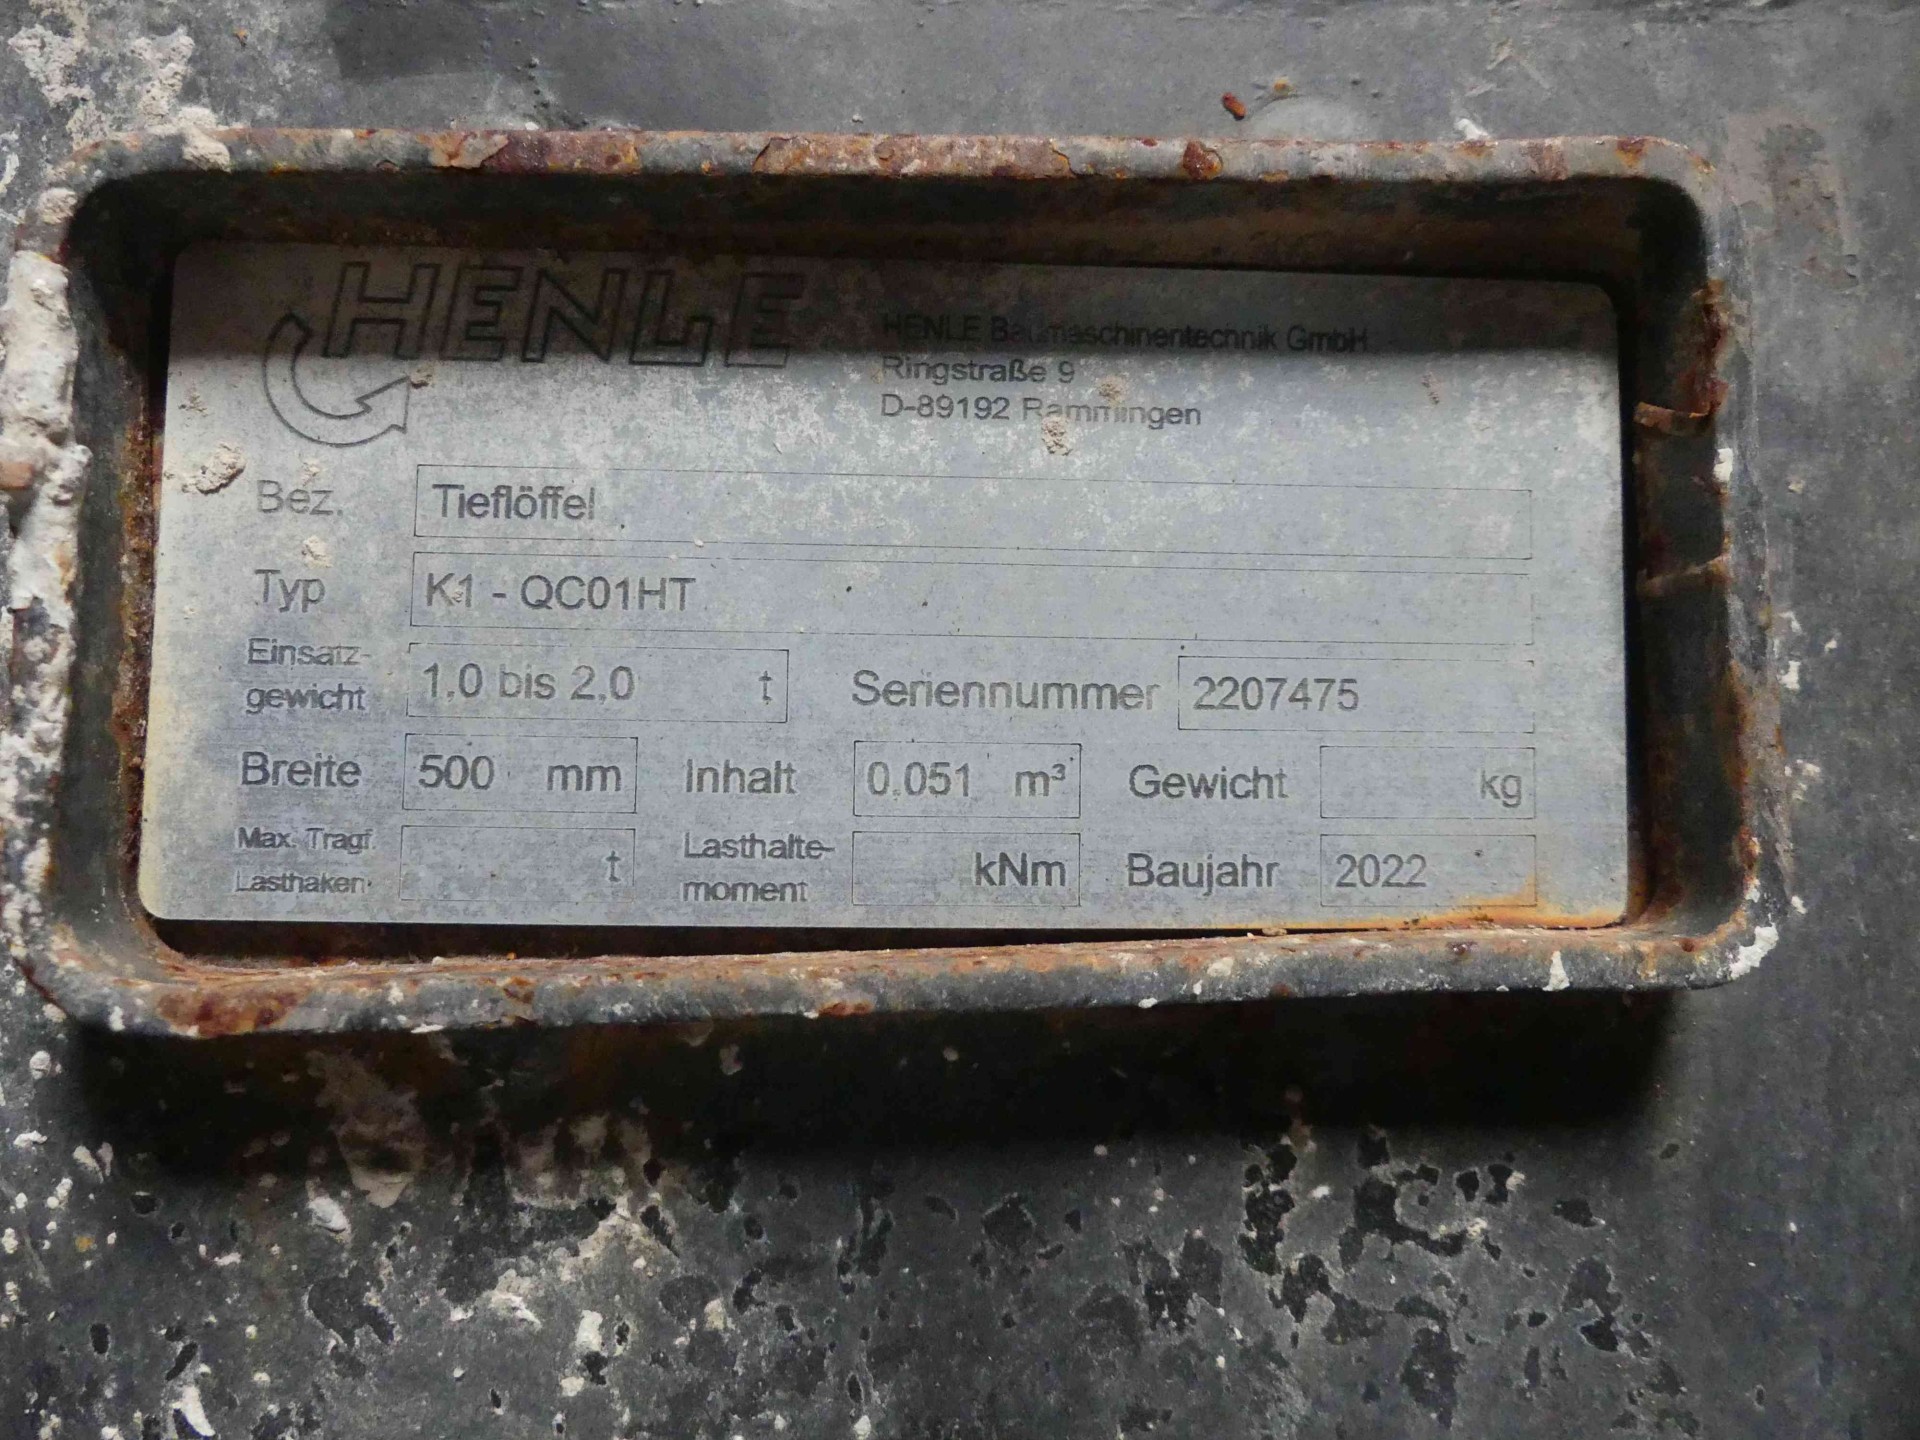 HENLE
HENLE Baumaschinentechnik GmbH
Ringstraße 9
D-89192 Rammingen
Bez. Tieflöffel
Typ K1 - QC01HT
Einsatz-
gewicht 1,0 bis 2,0 t Seriennummer 2207475
Breite 500 mm Inhalt 0.051 m³ Gewicht kg
Max. Tragf. Lasthalte-
Lasthaken t moment kNm Baujahr 2022